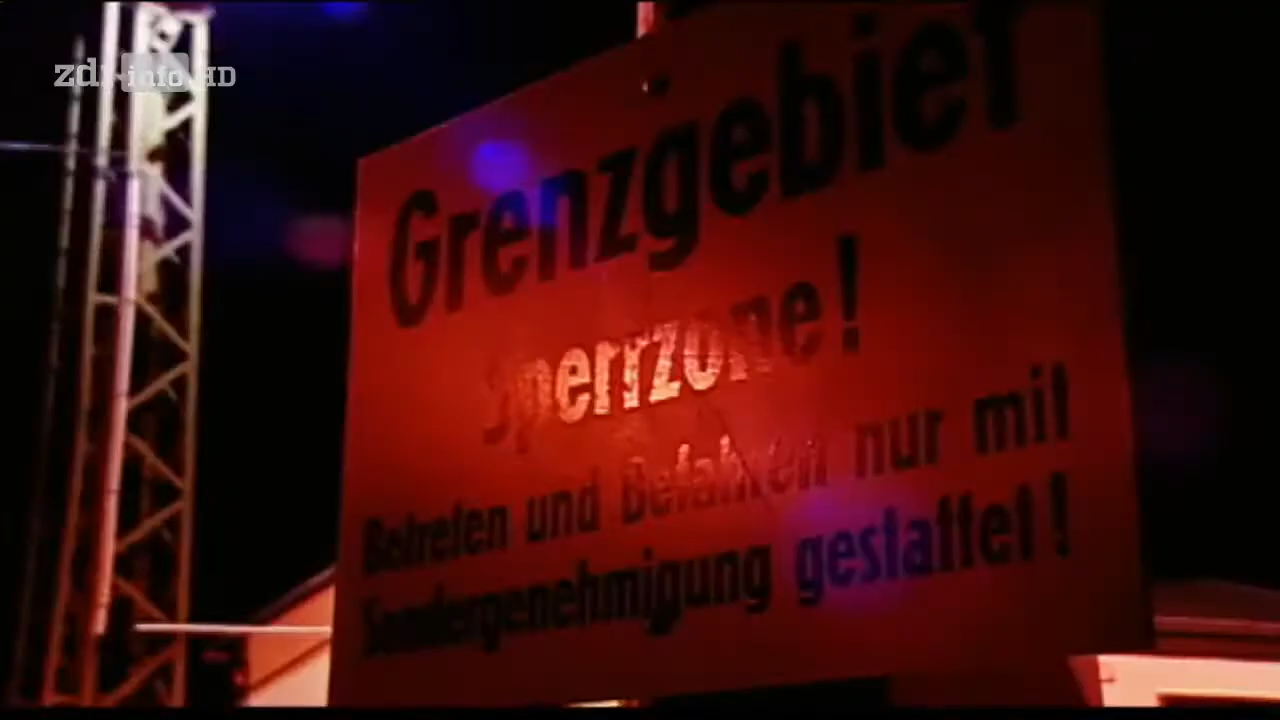 zdf info HD
Grenzgebiet
Sperrzone!
Betreten und Befahren nur mit
Sondergenehmigung gestattet!